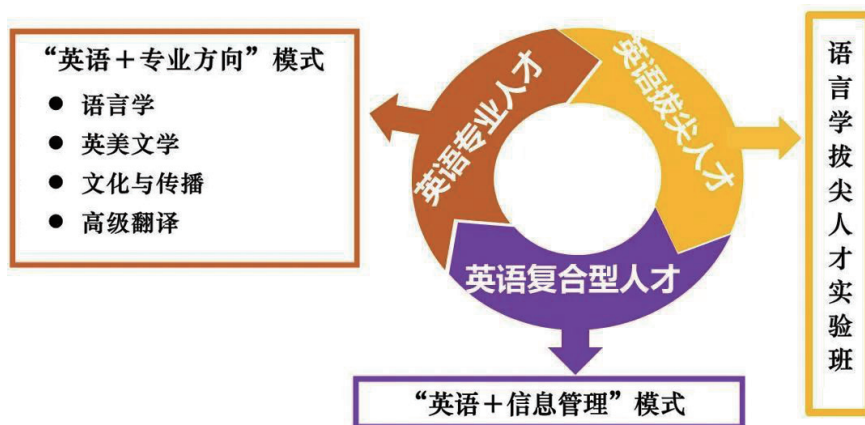 “英语＋专业方向”模式
● 语言学
● 英美文学
● 文化与传播
● 高级翻译
英语专业人才
英语拔尖人才
英语复合型人才
语言学拔尖人才实验班
“英语＋信息管理”模式